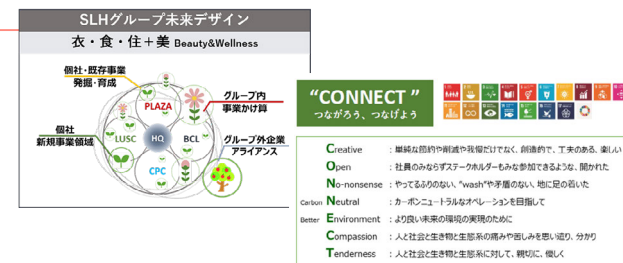 SLHグループ未来デザイン
衣・食・住＋美 Beauty&Wellness
個社・既存事業
発掘・育成
PLAZA
グループ内
事業かけ算
個社
新規事業領域
LUSC
HQ
BCL
グループ外企業
アライアンス
CPC
“CONNECT”
つながろう、つなげよう
Creative ：単純な節約や削減や我慢だけでなく、創造的で、工夫のある、楽しい
Open ：社員のみならずステークホルダーもみな参加できるような、開かれた
No-nonsense ：やってるふりのない、"wash"や矛盾のない、地に足の着いた
Carbon Neutral ：カーボンニュートラルなオペレーションを目指して
Better Environment ：より良い未来の環境の実現のために
Compassion ：人と社会と生き物と生態系の痛みや苦しみを思い遣り、分かり
Tenderness ：人と社会と生き物と生態系に対して、親切に、優しく